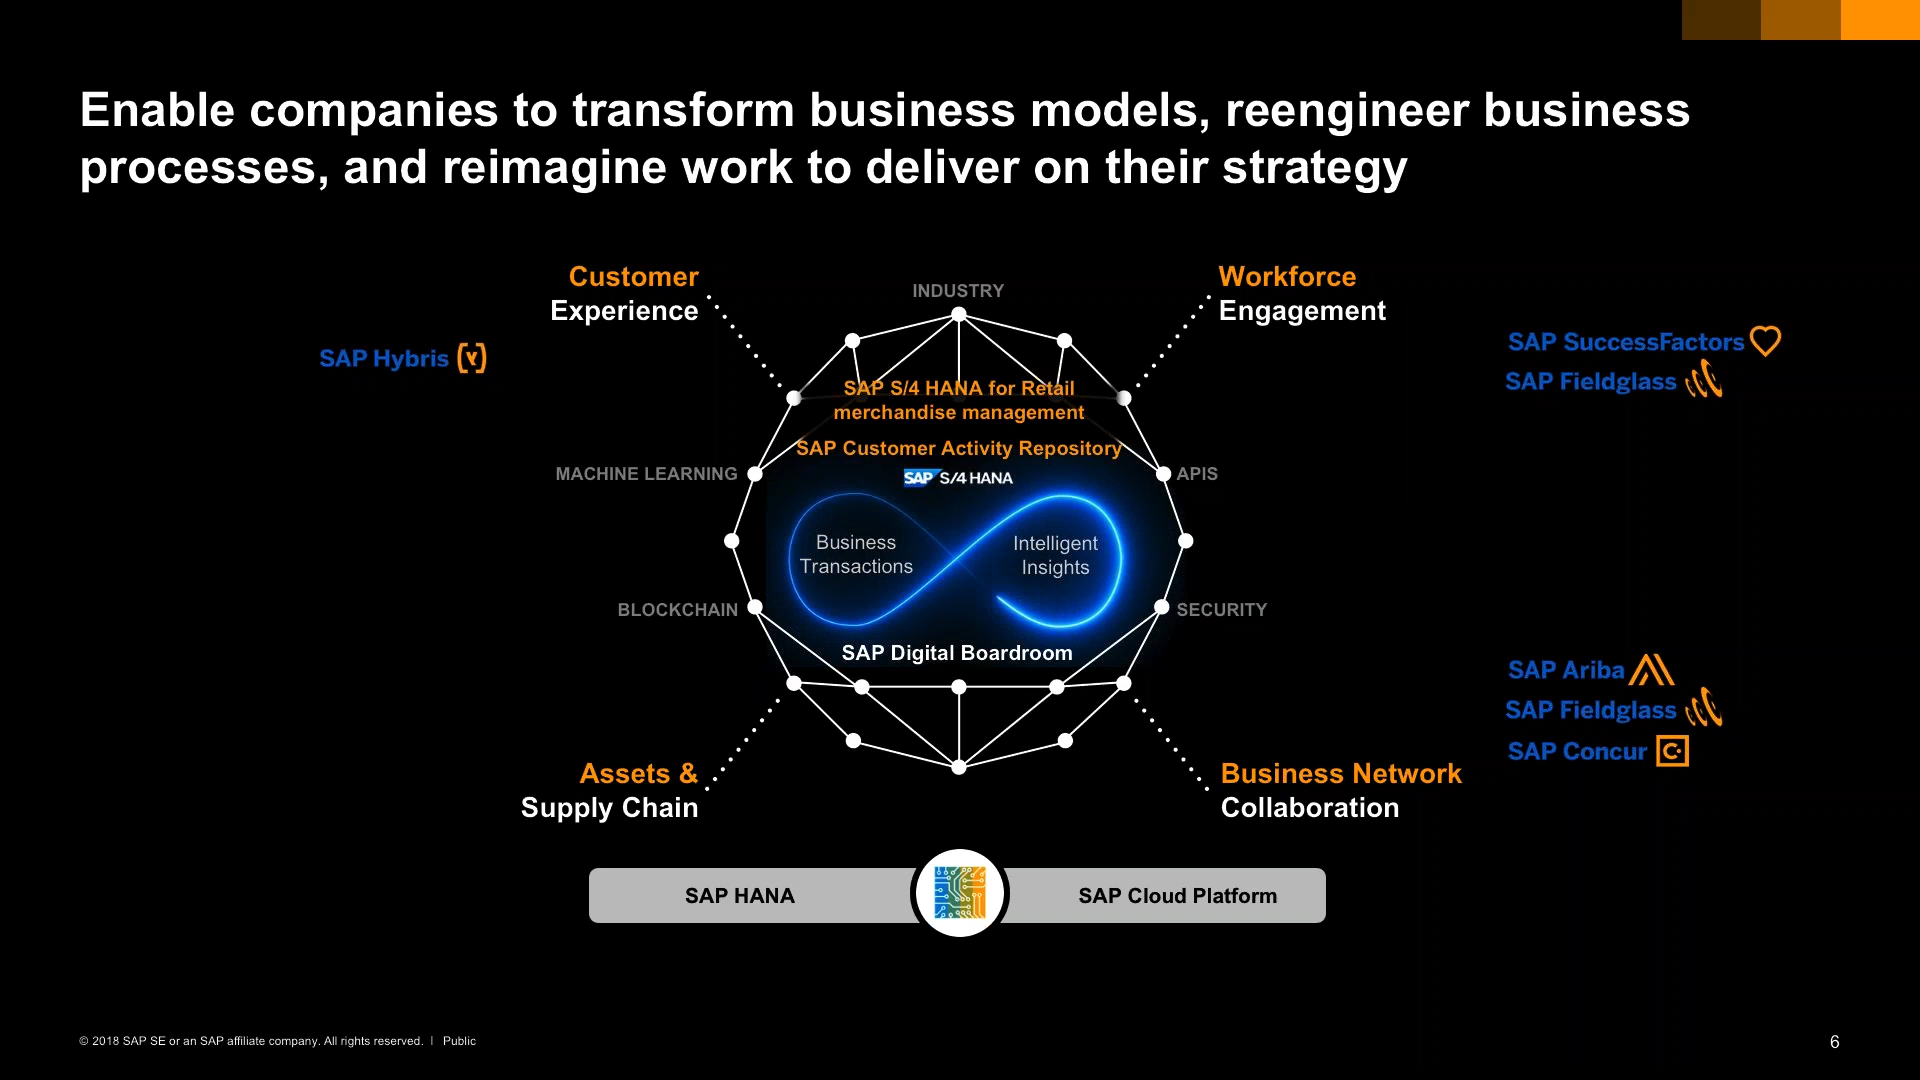 Enable companies to transform business models, reengineer business
processes, and reimagine work to deliver on their strategy
Customer
Experience
INDUSTRY
Workforce
Engagement
SAP Hybris
SAP SuccessFactors
SAP Fieldglass
SAP S/4 HANA for Retail
merchandise management
SAP Customer Activity Repository
MACHINE LEARNING
SAP S/4HANA
APIS
Business
Transactions
Intelligent
Insights
BLOCKCHAIN
SECURITY
SAP Digital Boardroom
SAP Ariba
SAP Fieldglass
SAP Concur
Assets &
Supply Chain
Business Network
Collaboration
SAP HANA
SAP Cloud Platform
© 2018 SAP SE or an SAP affiliate company. All rights reserved. | Public
6